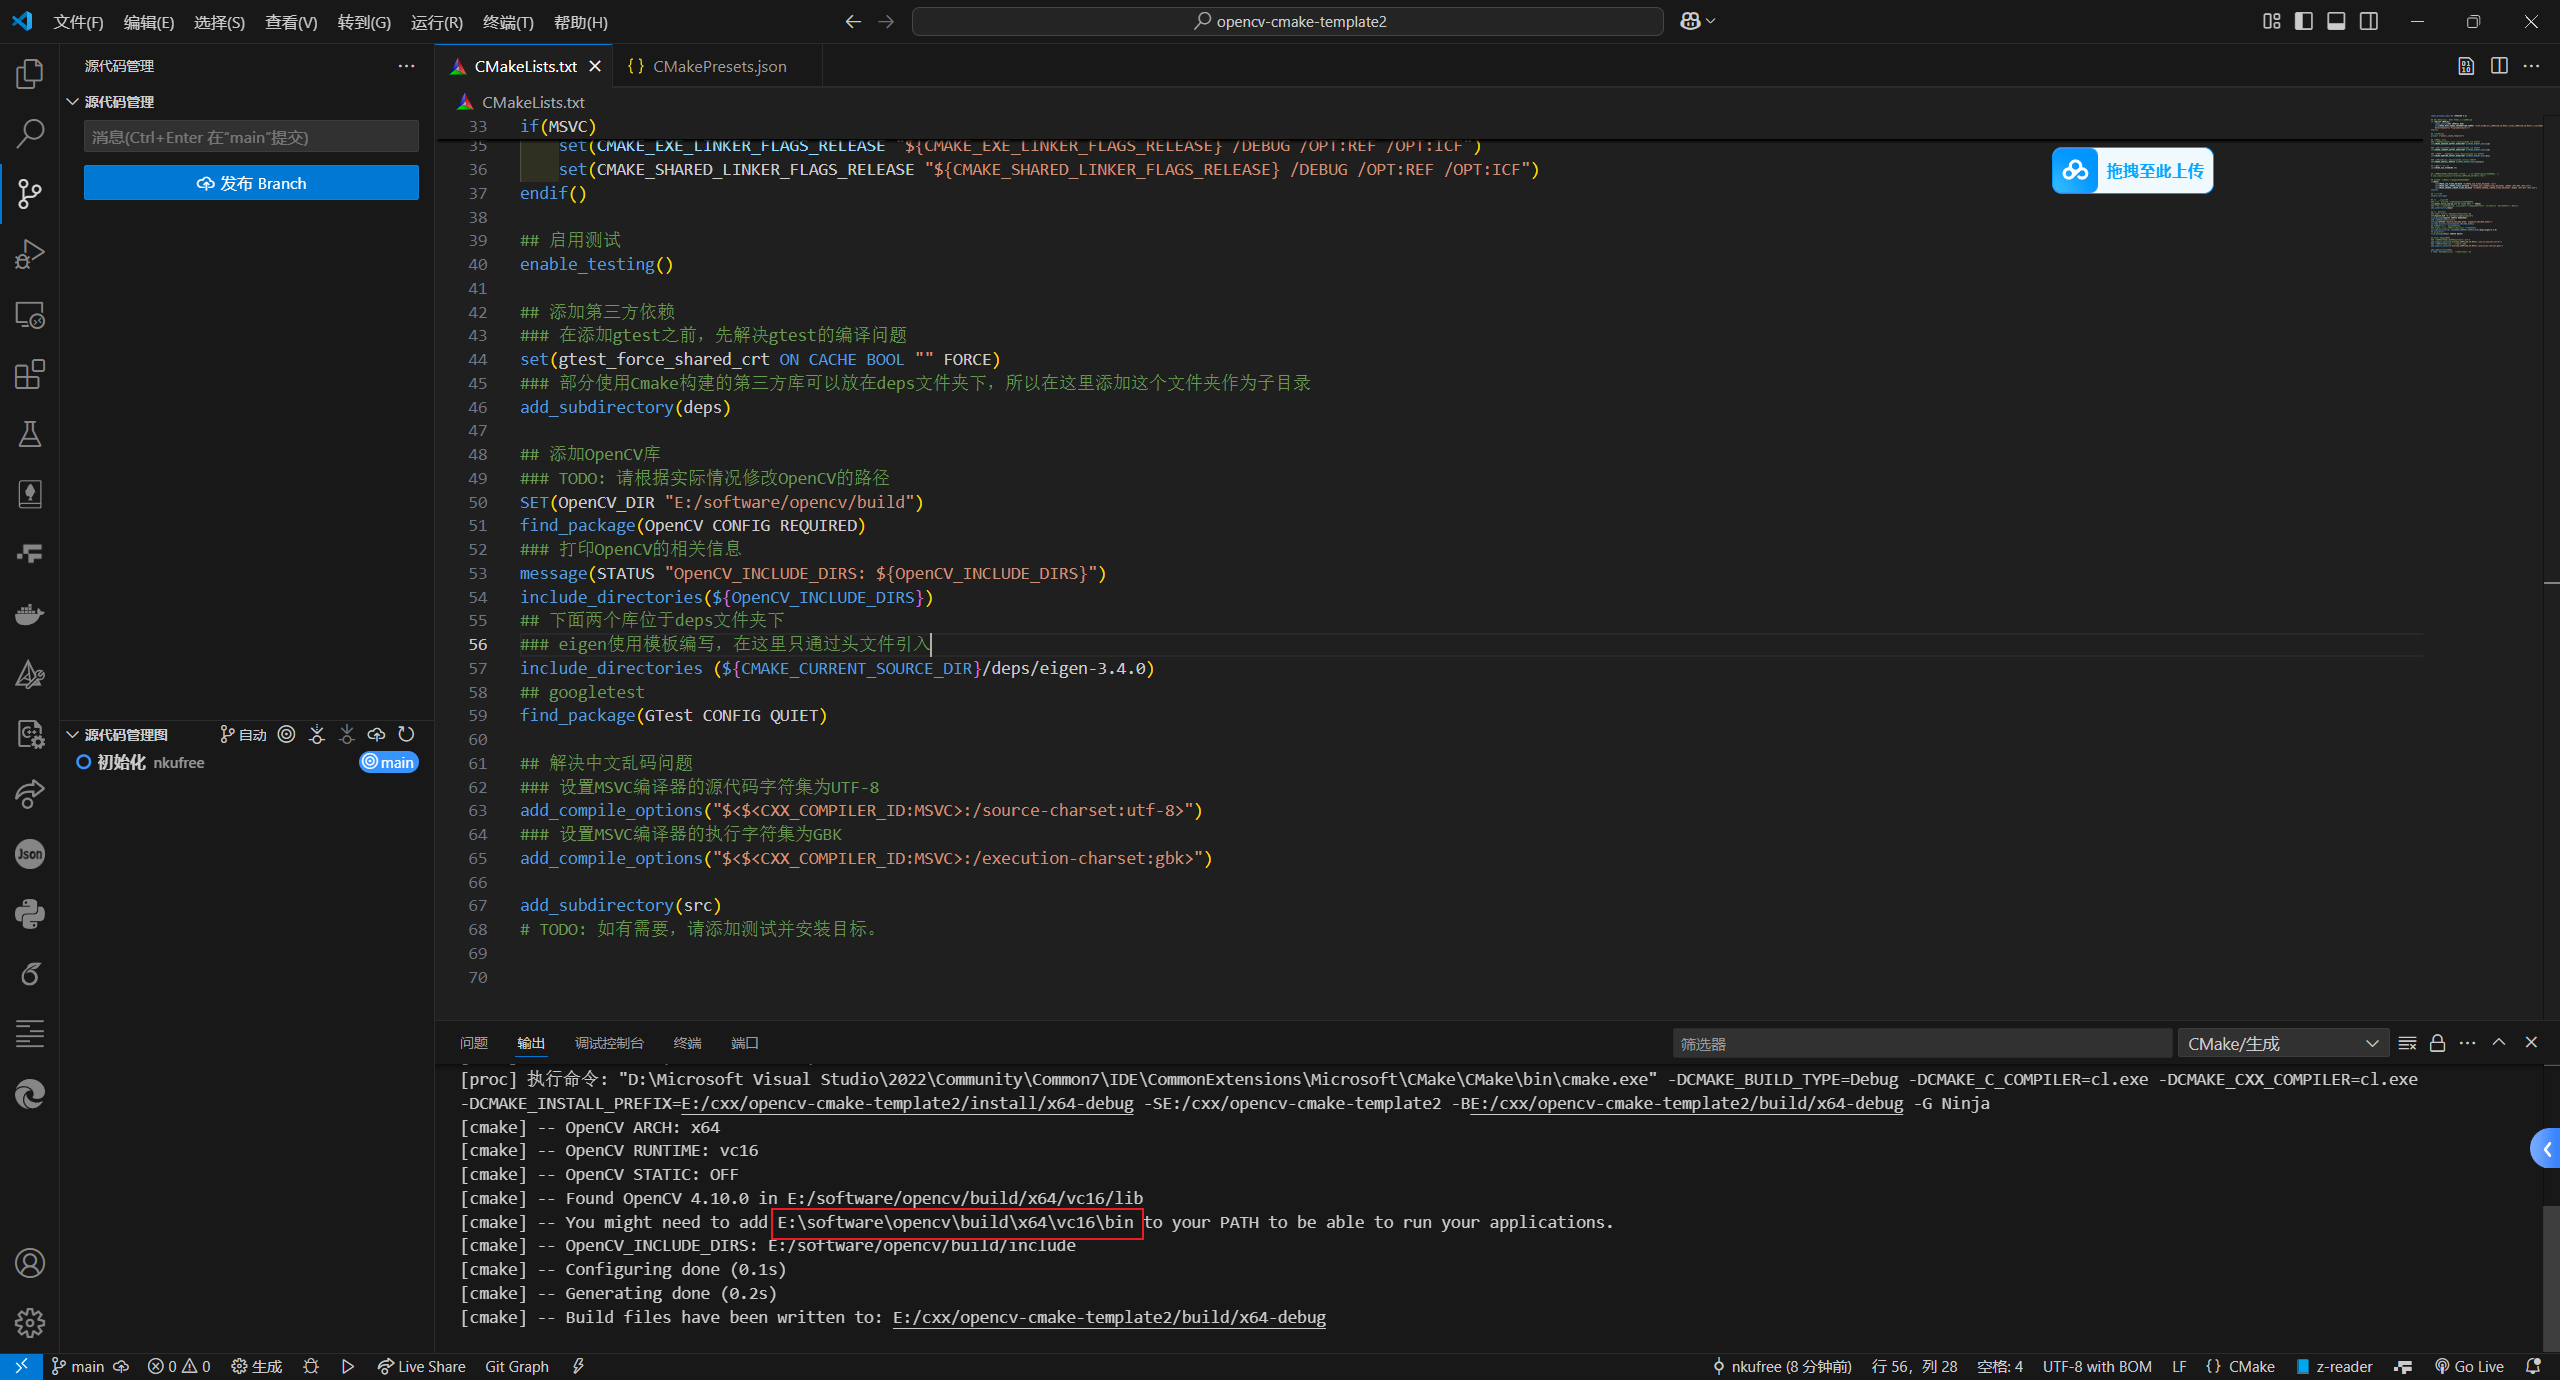 文件(F) 编辑(E) 选择(S) 查看(V) 转到(G) 运行(R) 终端(T) 帮助(H)
opencv-cmake-template2
源代码管理
源代码管理
消息(Ctrl+Enter 在"main"提交)
发布 Branch
源代码管理图
自动
初始化 nkufree
main
Json
CMakeLists.txt
CMakePresets.json
CMakeLists.txt
33 if(MSVC)
35 set(CMAKE_EXE_LINKER_FLAGS_RELEASE "${CMAKE_EXE_LINKER_FLAGS_RELEASE} /DEBUG /OPT:REF /OPT:ICF")
36 set(CMAKE_SHARED_LINKER_FLAGS_RELEASE "${CMAKE_SHARED_LINKER_FLAGS_RELEASE} /DEBUG /OPT:REF /OPT:ICF")
37 endif()
38
39 ## 启用测试
40 enable_testing()
41
42 ## 添加第三方依赖
43 ### 在添加gtest之前，先解决gtest的编译问题
44 set(gtest_force_shared_crt ON CACHE BOOL "" FORCE)
45 ### 部分使用Cmake构建的第三方库可以放在deps文件夹下，所以在这里添加这个文件夹作为子目录
46 add_subdirectory(deps)
47
48 ## 添加OpenCV库
49 ### TODO: 请根据实际情况修改OpenCV的路径
50 SET(OpenCV_DIR "E:/software/opencv/build")
51 find_package(OpenCV CONFIG REQUIRED)
52 ### 打印OpenCV的相关信息
53 message(STATUS "OpenCV_INCLUDE_DIRS: ${OpenCV_INCLUDE_DIRS}")
54 include_directories(${OpenCV_INCLUDE_DIRS})
55 ## 下面两个库位于deps文件夹下
56 ### eigen使用模板编写，在这里只通过头文件引入
57 include_directories (${CMAKE_CURRENT_SOURCE_DIR}/deps/eigen-3.4.0)
58 ## googletest
59 find_package(GTest CONFIG QUIET)
60
61 ## 解决中文乱码问题
62 ### 设置MSVC编译器的源代码字符集为UTF-8
63 add_compile_options("$<$<CXX_COMPILER_ID:MSVC>:/source-charset:utf-8>")
64 ### 设置MSVC编译器的执行字符集为GBK
65 add_compile_options("$<$<CXX_COMPILER_ID:MSVC>:/execution-charset:gbk>")
66
67 add_subdirectory(src)
68 # TODO: 如有需要，请添加测试并安装目标。
69
70
拖拽至此上传
问题 输出 调试控制台 终端 端口
筛选器
CMake/生成
[proc] 执行命令: "D:\Microsoft Visual Studio\2022\Community\Common7\IDE\CommonExtensions\Microsoft\CMake\CMake\bin\cmake.exe" -DCMAKE_BUILD_TYPE=Debug -DCMAKE_C_COMPILER=cl.exe -DCMAKE_CXX_COMPILER=cl.exe
-DCMAKE_INSTALL_PREFIX=E:/cxx/opencv-cmake-template2/install/x64-debug -SE:/cxx/opencv-cmake-template2 -BE:/cxx/opencv-cmake-template2/build/x64-debug -G Ninja
[cmake] -- OpenCV ARCH: x64
[cmake] -- OpenCV RUNTIME: vc16
[cmake] -- OpenCV STATIC: OFF
[cmake] -- Found OpenCV 4.10.0 in E:/software/opencv/build/x64/vc16/lib
[cmake] -- You might need to add E:\software\opencv\build\x64\vc16\bin to your PATH to be able to run your applications.
[cmake] -- OpenCV_INCLUDE_DIRS: E:/software/opencv/build/include
[cmake] -- Configuring done (0.1s)
[cmake] -- Generating done (0.2s)
[cmake] -- Build files have been written to: E:/cxx/opencv-cmake-template2/build/x64-debug
main 0 0 生成 Live Share Git Graph
nkufree (8 分钟前) 行 56，列 28 空格: 4 UTF-8 with BOM LF {} CMake z-reader Go Live